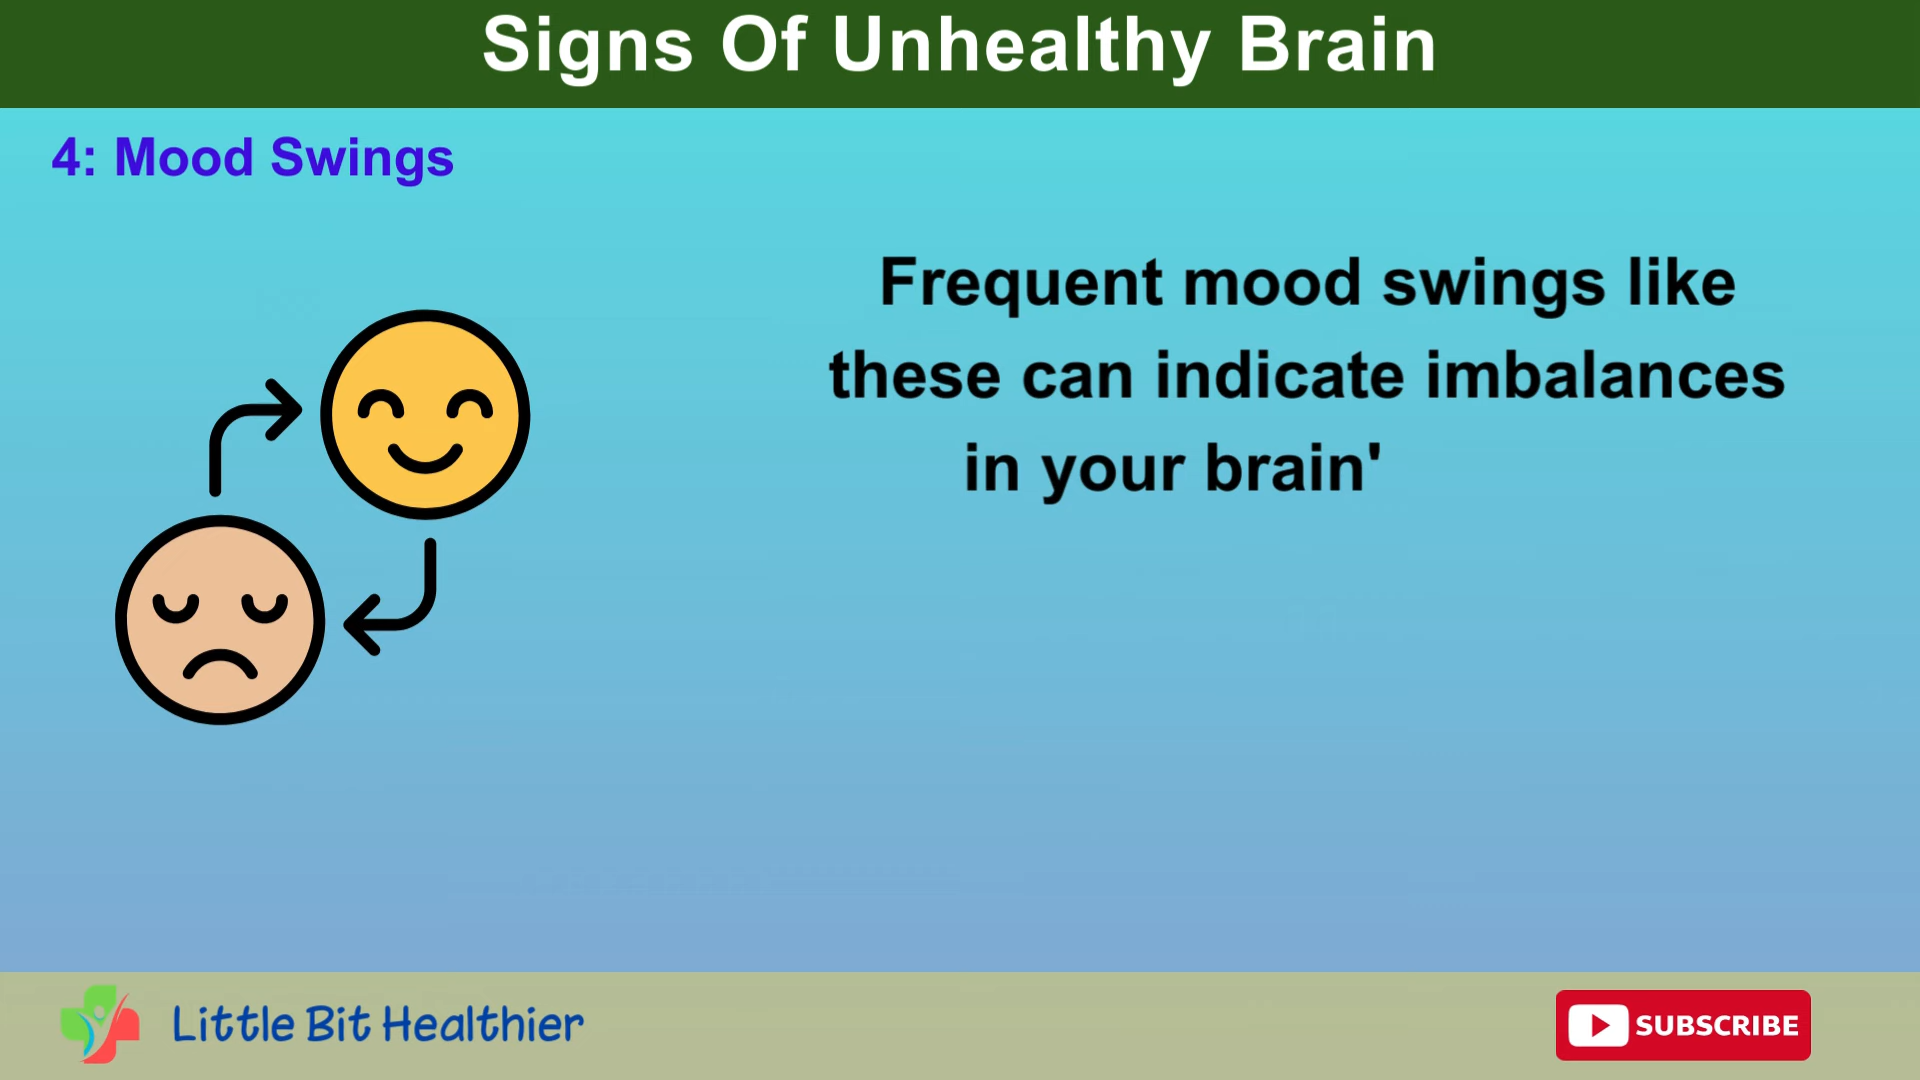 Signs Of Unhealthy Brain
4: Mood Swings
Frequent mood swings like
these can indicate imbalances
in your brain'
Little Bit Healthier
SUBSCRIBE